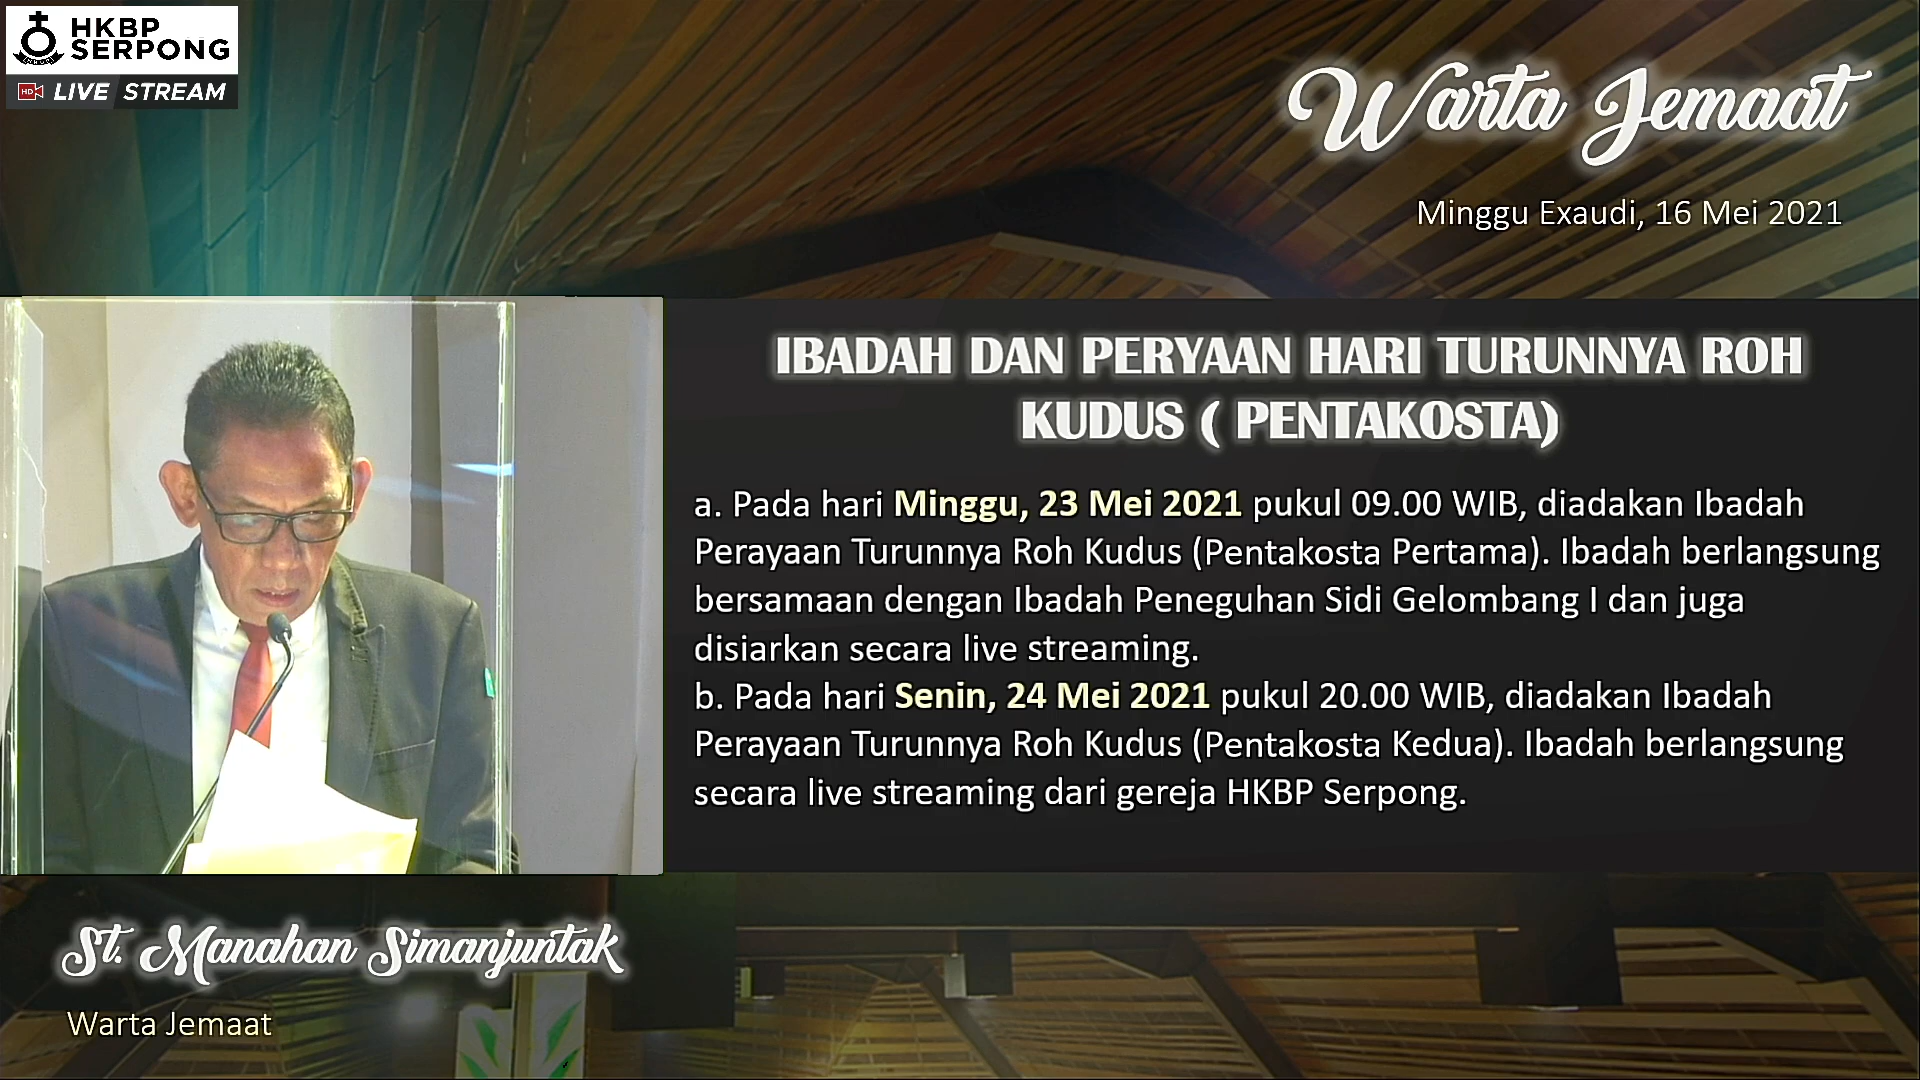 HKBP
SERPONG
HD
LIVE STREAM
Warta Jemaat
Minggu Exaudi, 16 Mei 2021
IBADAH DAN PERYAAN HARI TURUNNYA ROH
KUDUS ( PENTAKOSTA)
a. Pada hari Minggu, 23 Mei 2021 pukul 09.00 WIB, diadakan Ibadah
Perayaan Turunnya Roh Kudus (Pentakosta Pertama). Ibadah berlangsung
bersamaan dengan Ibadah Peneguhan Sidi Gelombang I dan juga
disiarkan secara live streaming.
b. Pada hari Senin, 24 Mei 2021 pukul 20.00 WIB, diadakan Ibadah
Perayaan Turunnya Roh Kudus (Pentakosta Kedua). Ibadah berlangsung
secara live streaming dari gereja HKBP Serpong.
St. Manahan Simanjuntak
Warta Jemaat